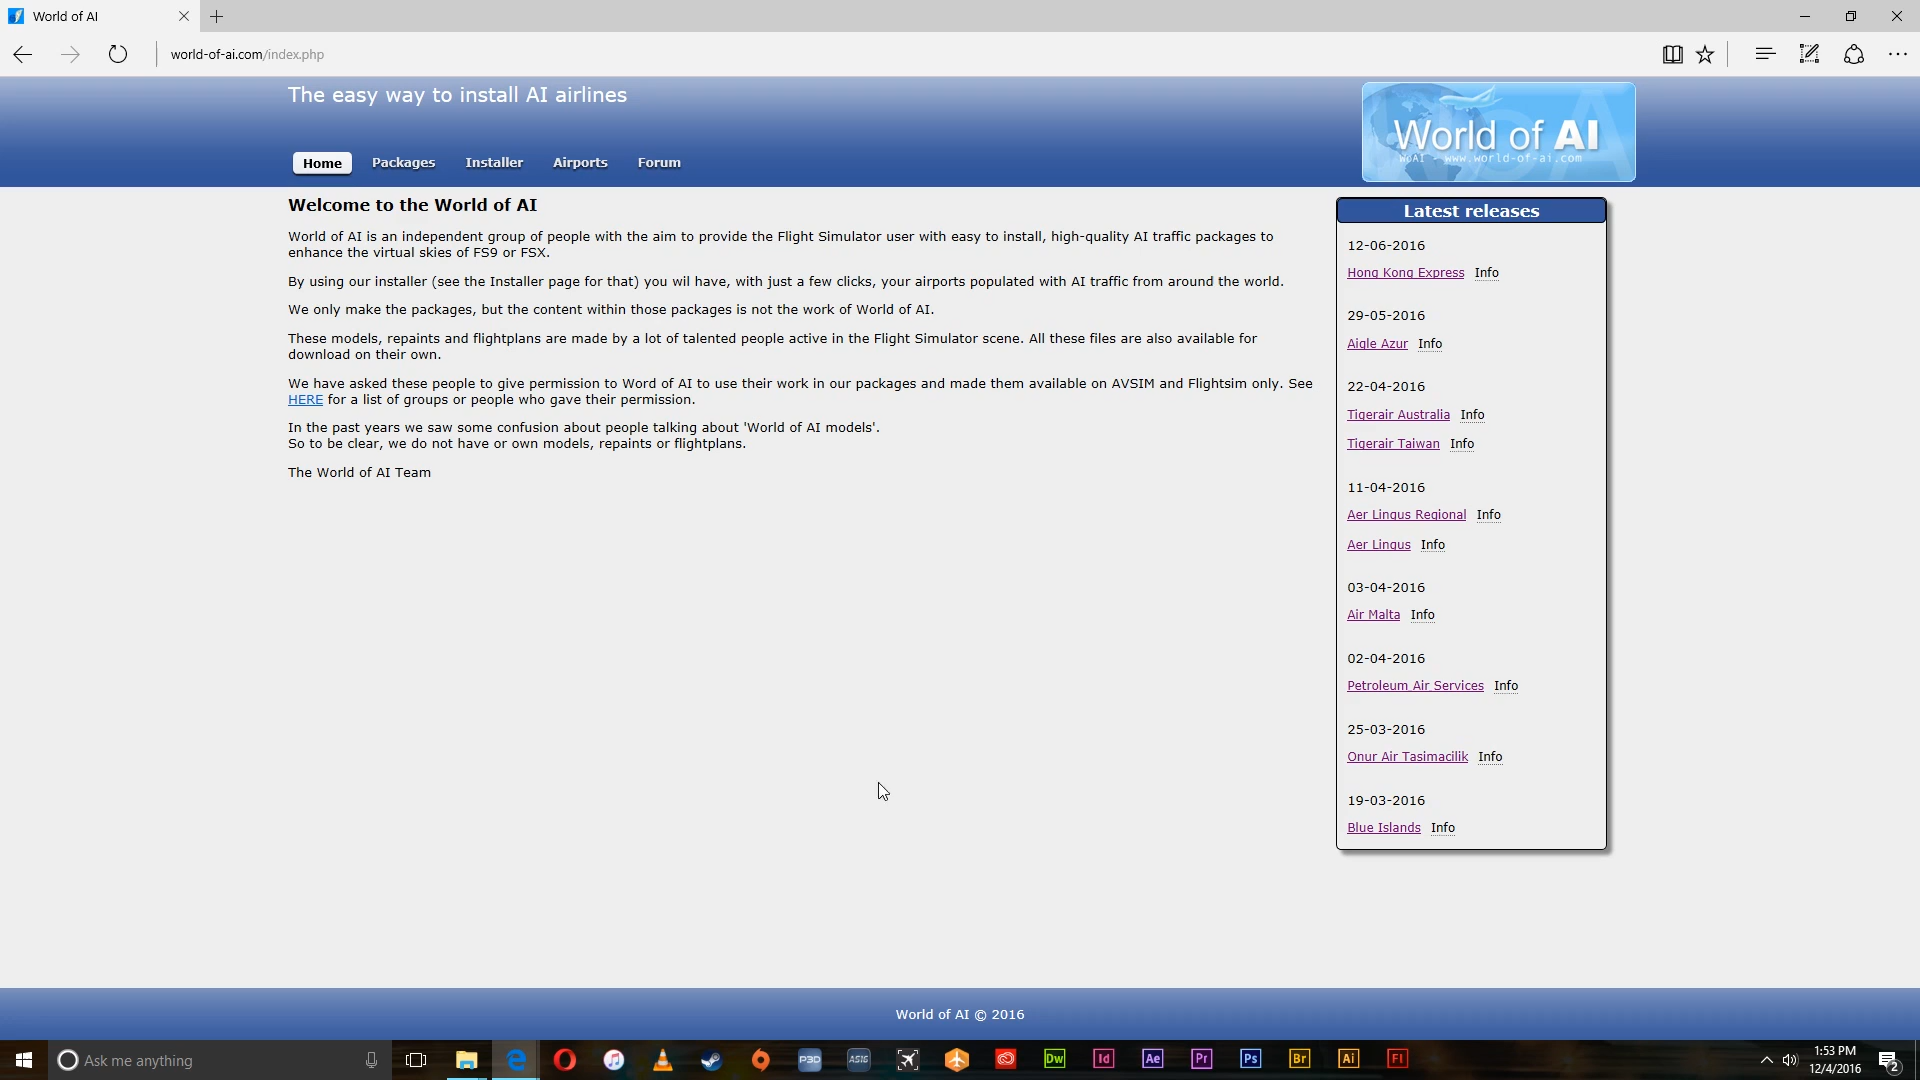 World of AI
world-of-ai.com/index.php
The easy way to install AI airlines
World of AI
WoAI - www.world-of-ai.com
Home
Packages
Installer
Airports
Forum
Welcome to the World of AI
World of AI is an independent group of people with the aim to provide the Flight Simulator user with easy to install, high-quality AI traffic packages to
enhance the virtual skies of FS9 or FSX.
By using our installer (see the Installer page for that) you wil have, with just a few clicks, your airports populated with AI traffic from around the world.
We only make the packages, but the content within those packages is not the work of World of AI.
These models, repaints and flightplans are made by a lot of talented people active in the Flight Simulator scene. All these files are also available for
download on their own.
We have asked these people to give permission to Word of AI to use their work in our packages and made them available on AVSIM and Flightsim only. See
HERE for a list of groups or people who gave their permission.
In the past years we saw some confusion about people talking about 'World of AI models'.
So to be clear, we do not have or own models, repaints or flightplans.
The World of AI Team
Latest releases
12-06-2016
Hong Kong Express Info
29-05-2016
Aigle Azur Info
22-04-2016
Tigerair Australia Info
Tigerair Taiwan Info
11-04-2016
Aer Lingus Regional Info
Aer Lingus Info
03-04-2016
Air Malta Info
02-04-2016
Petroleum Air Services Info
25-03-2016
Onur Air Tasimacilik Info
19-03-2016
Blue Islands Info
World of AI © 2016
Ask me anything
P3D
ASIG
Dw
Id
Ae
Pr
Ps
Br
Ai
Fl
1:53 PM
12/4/2016
2